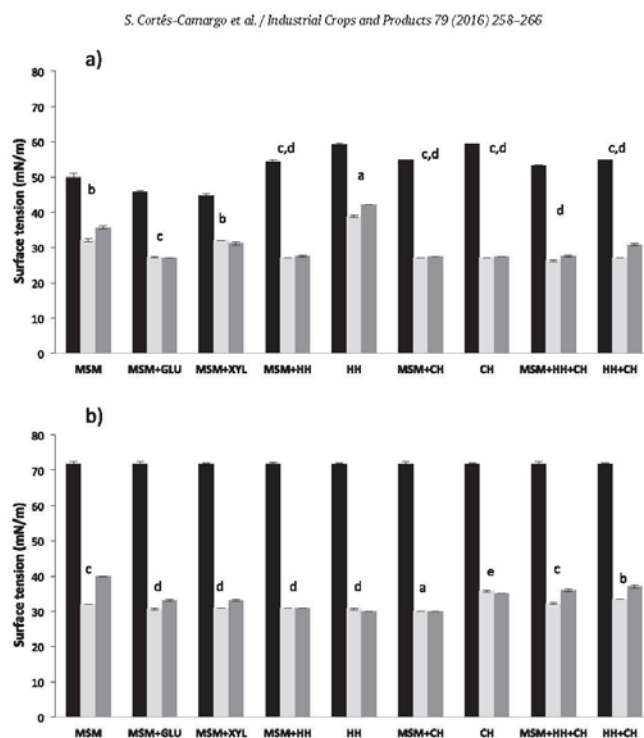 S. Cortés-Camargo et al. / Industrial Crops and Products 79 (2016) 258–266
a)
80
70
60
50
40
30
20
10
0
Surface tension (mN/m)
b
c
b
c,d
a
c,d
c,d
d
c,d
MSM MSM+GLU MSM+XYL MSM+HH HH MSM+CH CH MSM+HH+CH HH+CH
b)
80
70
60
50
40
30
20
10
0
Surface tension (mN/m)
c
d
d
d
d
a
e
c
b
MSM MSM+GLU MSM+XYL MSM+HH HH MSM+CH CH MSM+HH+CH HH+CH